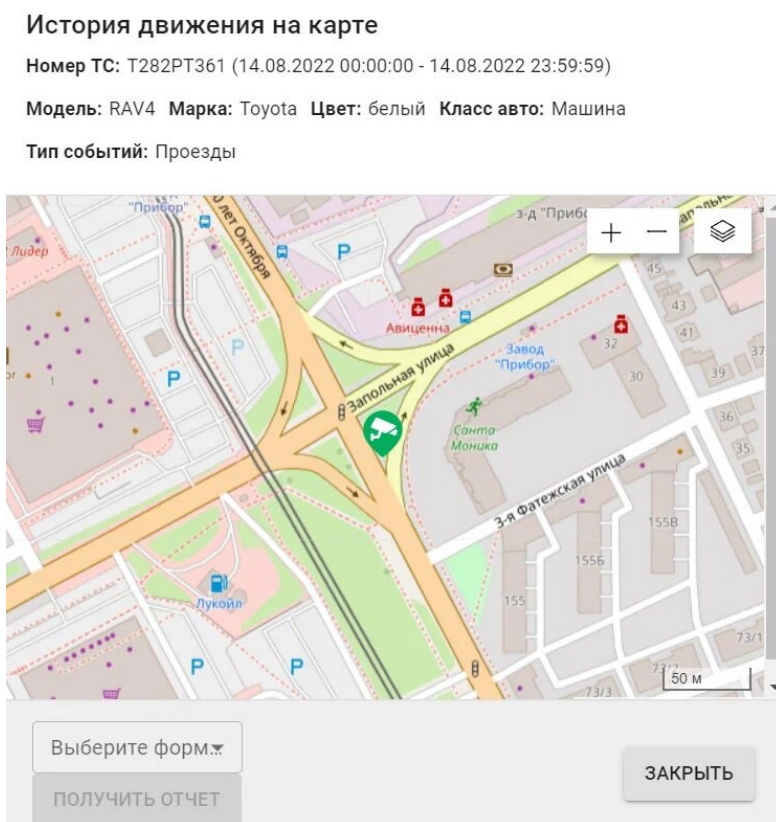 История движения на карте
Номер ТС: Т282РТ361 (14.08.2022 00:00:00 - 14.08.2022 23:59:59)
Модель: RAV4 Марка: Toyota Цвет: белый Класс авто: Машина
Тип событий: Проезды
"Прибор"
лет Октября
з-д "Прибо
+
−
Лидер
P
45
43
Авиценна
41
P
Запольная улица
Завод
"Прибор"
32
37
1
P
30
39
Санта
Моника
36
35
3-я Фатежская улица
155В
155Б
Лукойл
155
73/1
P
P
73/2
50 м
73/3
Выберите форм...
ЗАКРЫТЬ
ПОЛУЧИТЬ ОТЧЕТ